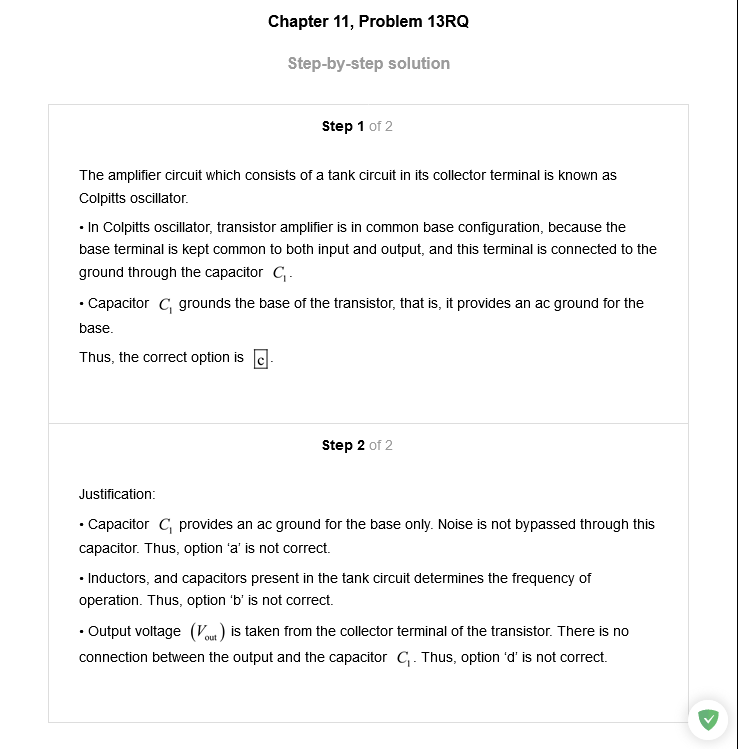 Chapter 11, Problem 13RQ
Step-by-step solution
Step 1 of 2
The amplifier circuit which consists of a tank circuit in its collector terminal is known as
Colpitts oscillator.
• In Colpitts oscillator, transistor amplifier is in common base configuration, because the
base terminal is kept common to both input and output, and this terminal is connected to the
ground through the capacitor C₁.
• Capacitor C₁ grounds the base of the transistor, that is, it provides an ac ground for the
base.
Thus, the correct option is c.
Step 2 of 2
Justification:
• Capacitor C₁ provides an ac ground for the base only. Noise is not bypassed through this
capacitor. Thus, option ‘a’ is not correct.
• Inductors, and capacitors present in the tank circuit determines the frequency of
operation. Thus, option ‘b’ is not correct.
• Output voltage (V_out) is taken from the collector terminal of the transistor. There is no
connection between the output and the capacitor C₁. Thus, option ‘d’ is not correct.